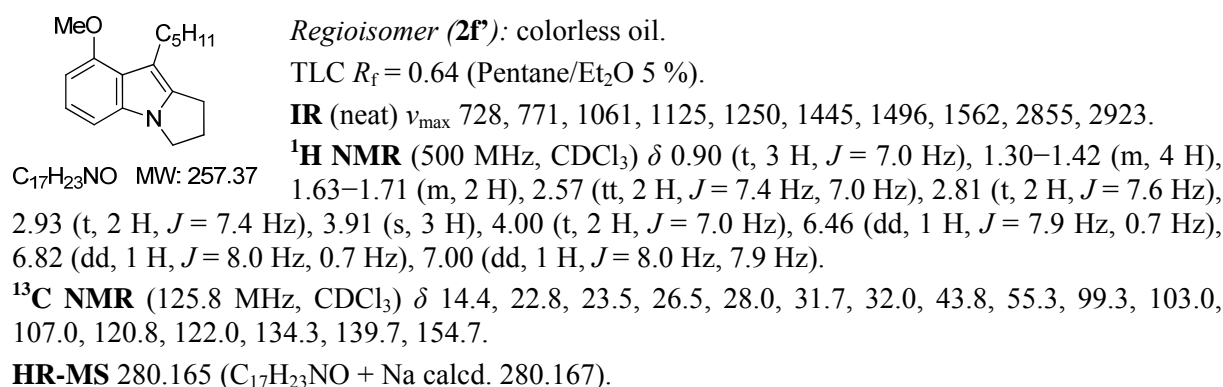 MeO
C₅H₁₁
N
C₁₇H₂₃NO MW: 257.37
Regioisomer (2f’): colorless oil.
TLC Rf = 0.64 (Pentane/Et₂O 5 %).
IR (neat) νmax 728, 771, 1061, 1125, 1250, 1445, 1496, 1562, 2855, 2923.
¹H NMR (500 MHz, CDCl₃) δ 0.90 (t, 3 H, J = 7.0 Hz), 1.30−1.42 (m, 4 H),
1.63−1.71 (m, 2 H), 2.57 (tt, 2 H, J = 7.4 Hz, 7.0 Hz), 2.81 (t, 2 H, J = 7.6 Hz),
2.93 (t, 2 H, J = 7.4 Hz), 3.91 (s, 3 H), 4.00 (t, 2 H, J = 7.0 Hz), 6.46 (dd, 1 H, J = 7.9 Hz, 0.7 Hz),
6.82 (dd, 1 H, J = 8.0 Hz, 0.7 Hz), 7.00 (dd, 1 H, J = 8.0 Hz, 7.9 Hz).
¹³C NMR (125.8 MHz, CDCl₃) δ 14.4, 22.8, 23.5, 26.5, 28.0, 31.7, 32.0, 43.8, 55.3, 99.3, 103.0,
107.0, 120.8, 122.0, 134.3, 139.7, 154.7.
HR-MS 280.165 (C₁₇H₂₃NO + Na calcd. 280.167).